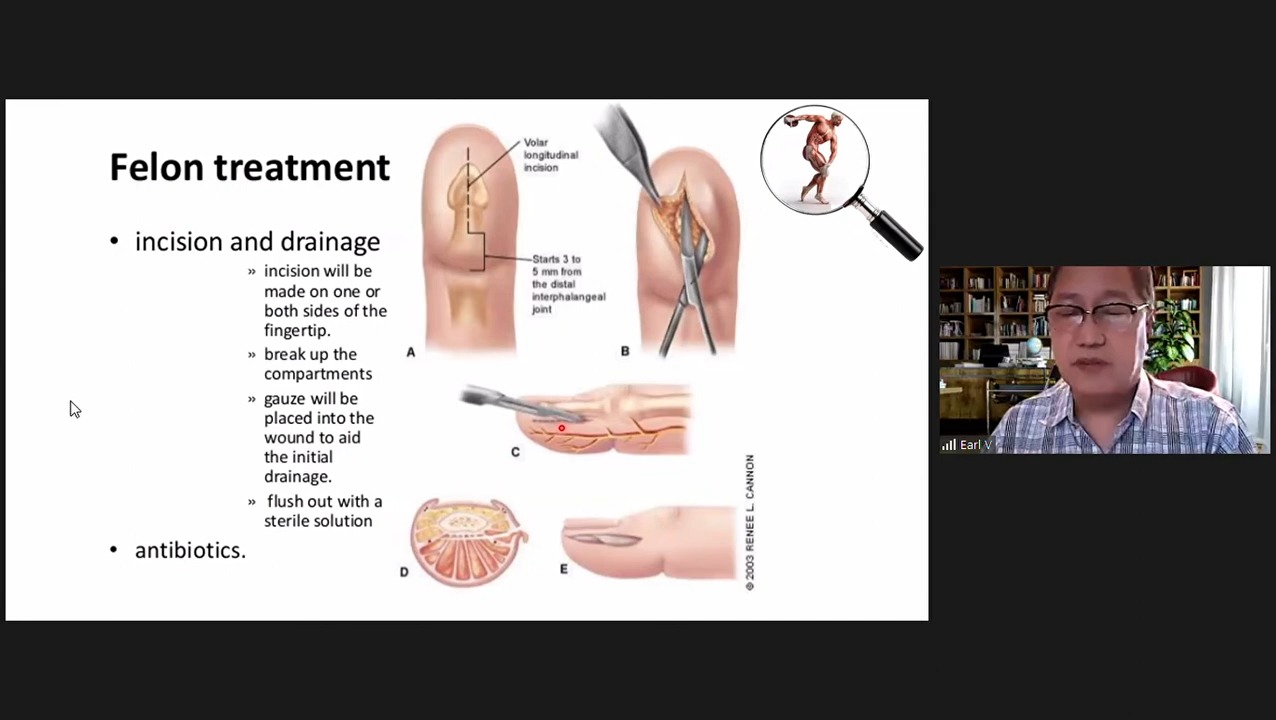 Felon treatment
• incision and drainage
» incision will be
made on one or
both sides of the
fingertip.
» break up the
compartments
» gauze will be
placed into the
wound to aid
the initial
drainage.
» flush out with a
sterile solution
• antibiotics.
Volar
longitudinal
incision
Starts 3 to
5 mm from
the distal
interphalangeal
joint
A
B
C
D
E
© 2003 RENEE L. CANNON
Earl V